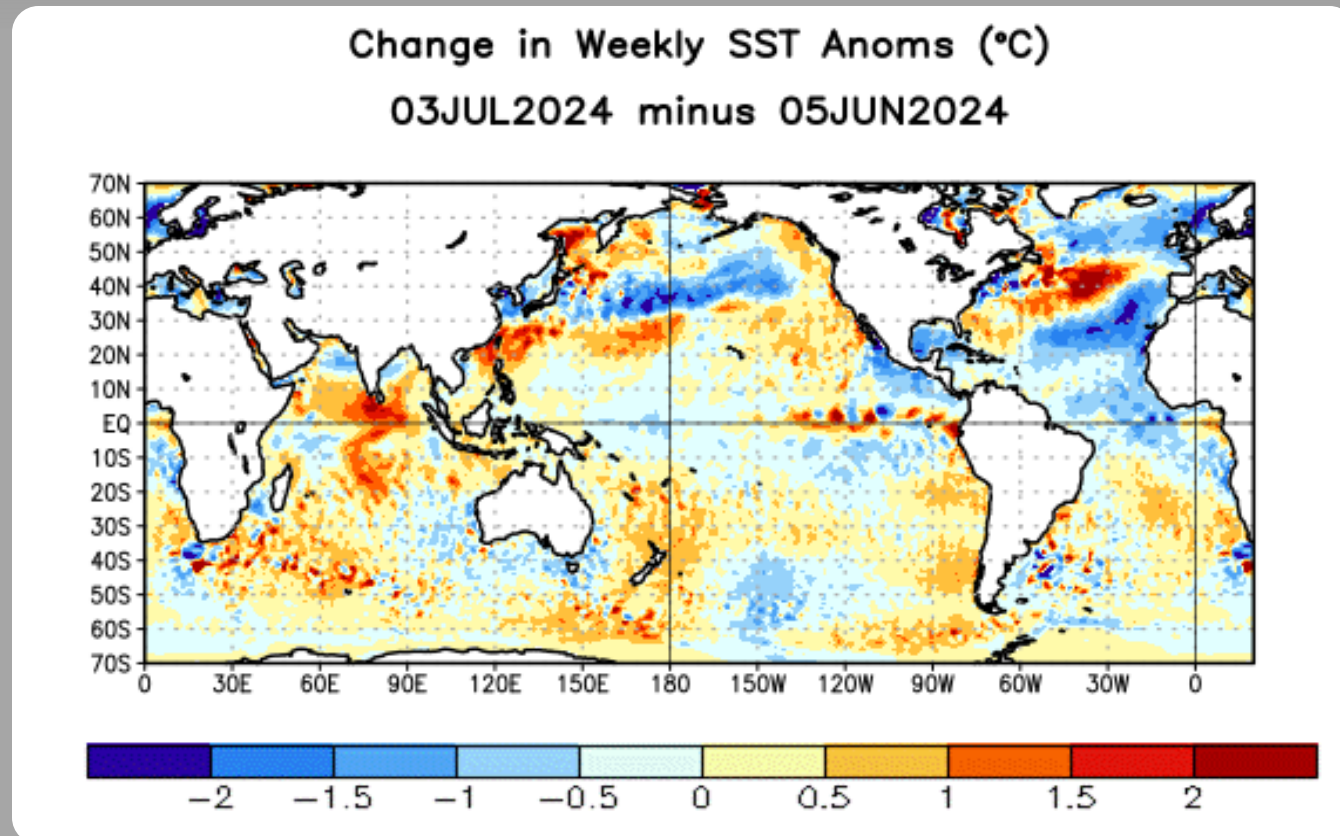 Change in Weekly SST Anoms (°C)
03JUL2024 minus 05JUN2024
70N
60N
50N
40N
30N
20N
10N
EQ
10S
20S
30S
40S
50S
60S
70S
0 30E 60E 90E 120E 150E 180 150W 120W 90W 60W 30W 0
−2 −1.5 −1 −0.5 0 0.5 1 1.5 2